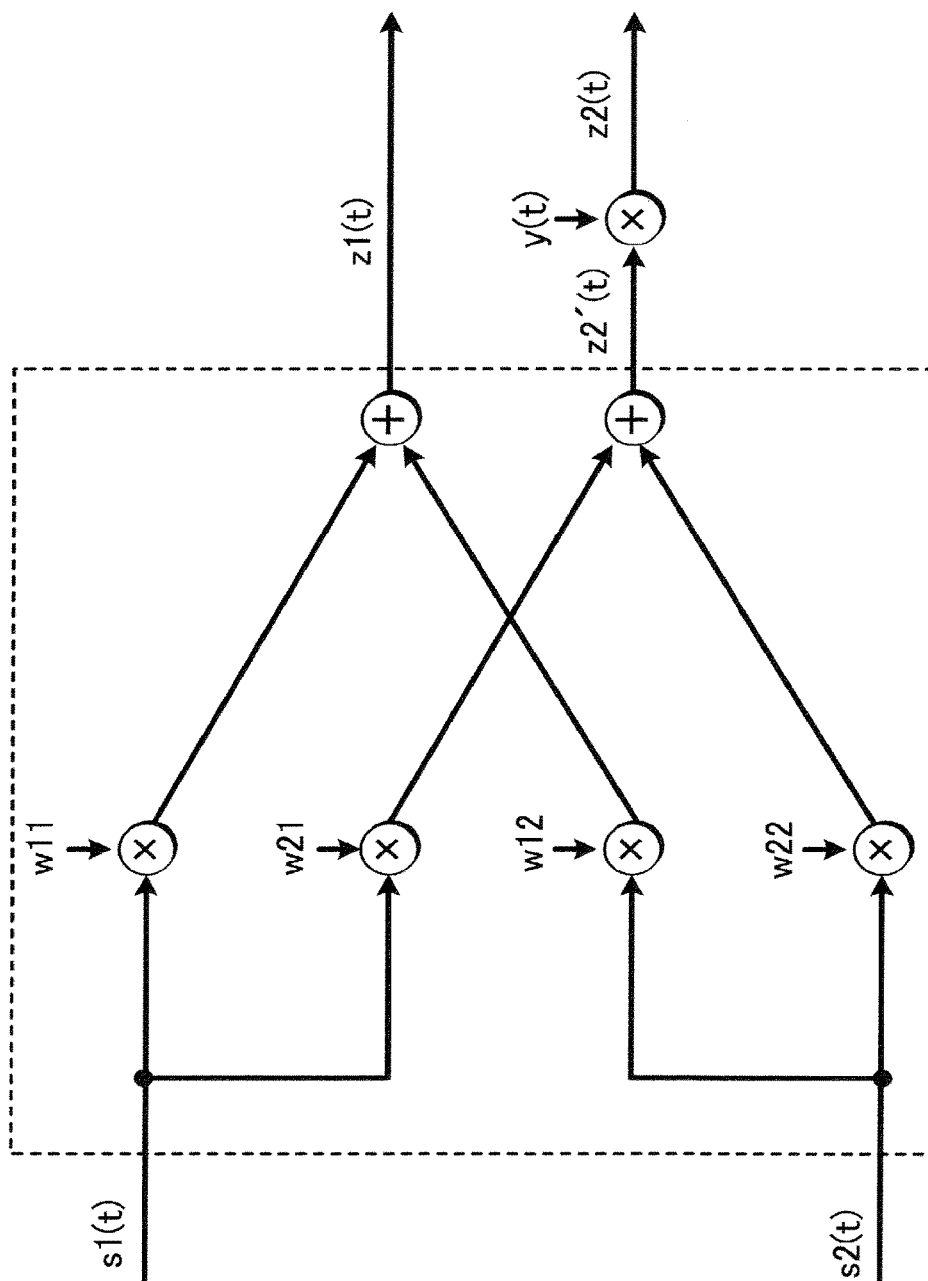 s1(t)
s2(t)
w11
w21
w12
w22
×
×
×
×
+
+
z1(t)
z2´(t)
y(t)
×
z2(t)